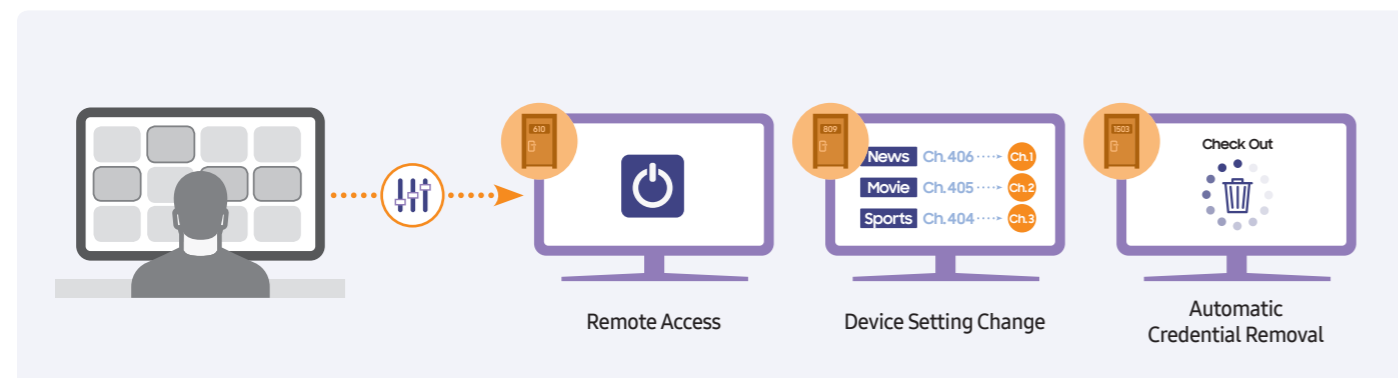 610
809
1503
News Ch.406 Ch.1
Movie Ch.405 Ch.2
Sports Ch.404 Ch.3
Check Out
Remote Access
Device Setting Change
Automatic
Credential Removal